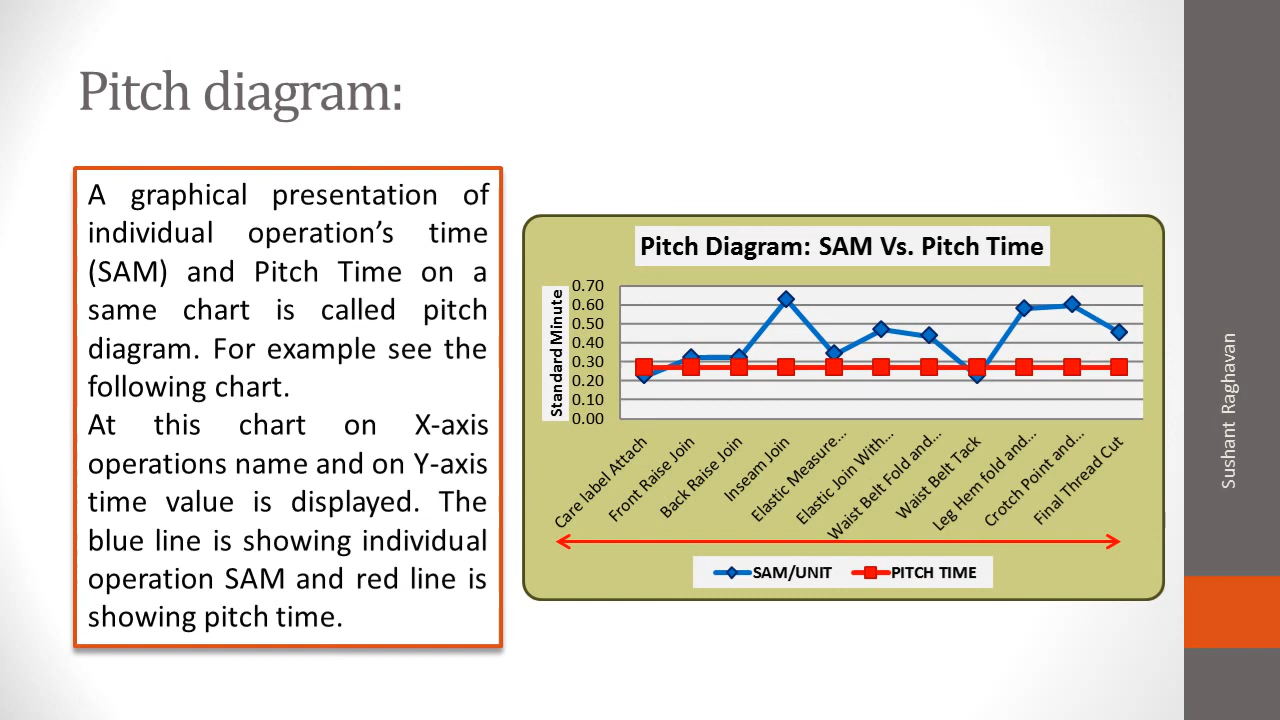 Pitch diagram:
A graphical presentation of
individual operation’s time
(SAM) and Pitch Time on a
same chart is called pitch
diagram. For example see the
following chart.
At this chart on X-axis
operations name and on Y-axis
time value is displayed. The
blue line is showing individual
operation SAM and red line is
showing pitch time.
Pitch Diagram: SAM Vs. Pitch Time
Standard Minute
0.70
0.60
0.50
0.40
0.30
0.20
0.10
0.00
Care label Attach
Front Raise Join
Back Raise Join
Inseam Join
Elastic Measure...
Elastic Join With...
Waist Belt Fold and...
Waist Belt Tack
Leg Hem fold and...
Crotch Point and...
Final Thread Cut
SAM/UNIT
PITCH TIME
Sushant Raghavan